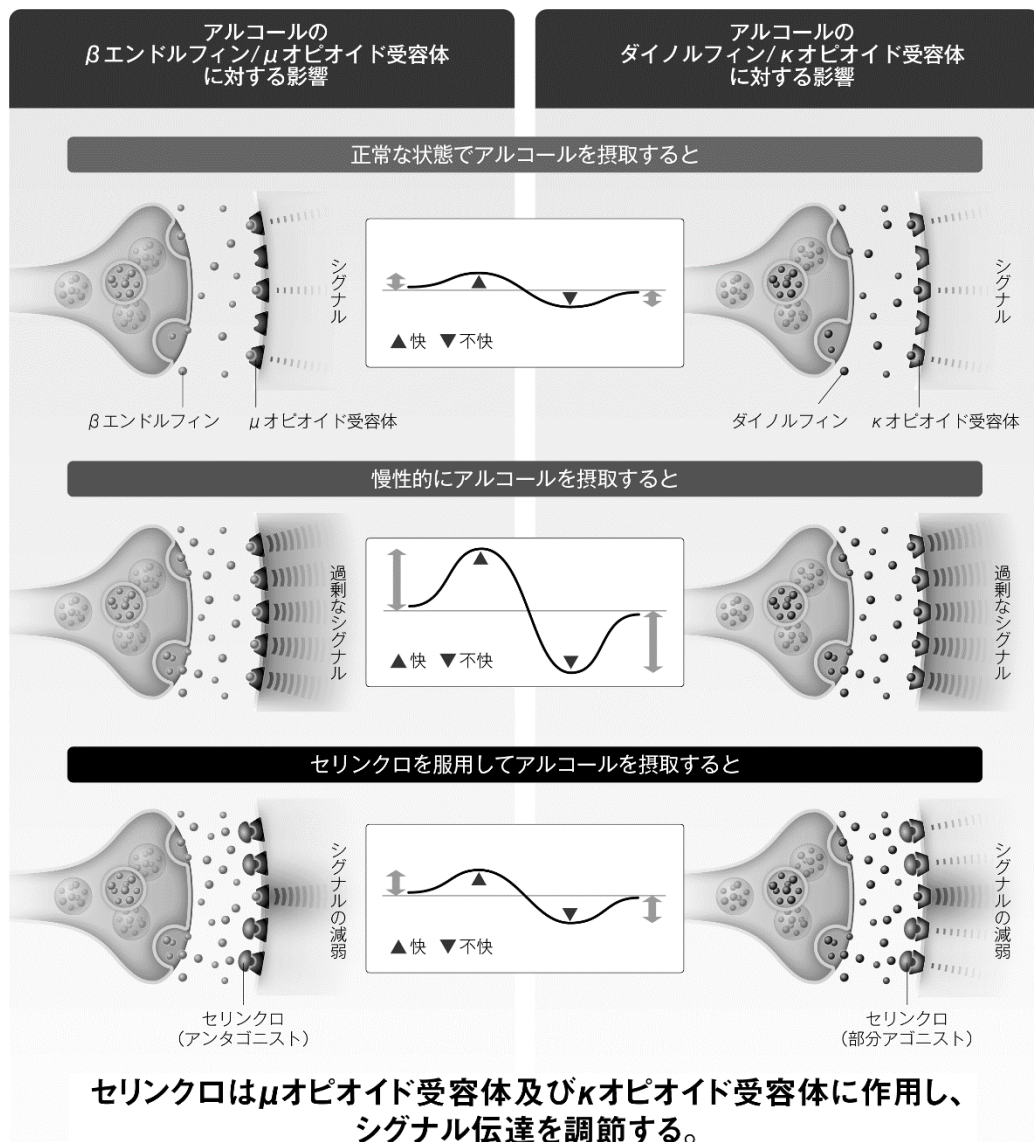 アルコールの
βエンドルフィン/μオピオイド受容体
に対する影響
アルコールの
ダイノルフィン/κオピオイド受容体
に対する影響
正常な状態でアルコールを摂取すると
シグナル
▲快 ▼不快
シグナル
βエンドルフィン
μオピオイド受容体
ダイノルフィン
κオピオイド受容体
慢性的にアルコールを摂取すると
過剰なシグナル
▲快 ▼不快
過剰なシグナル
セリンクロを服用してアルコールを摂取すると
シグナルの減弱
▲快 ▼不快
シグナルの減弱
セリンクロ
(アンタゴニスト)
セリンクロ
(部分アゴニスト)
セリンクロはμオピオイド受容体及びκオピオイド受容体に作用し、
シグナル伝達を調節する。